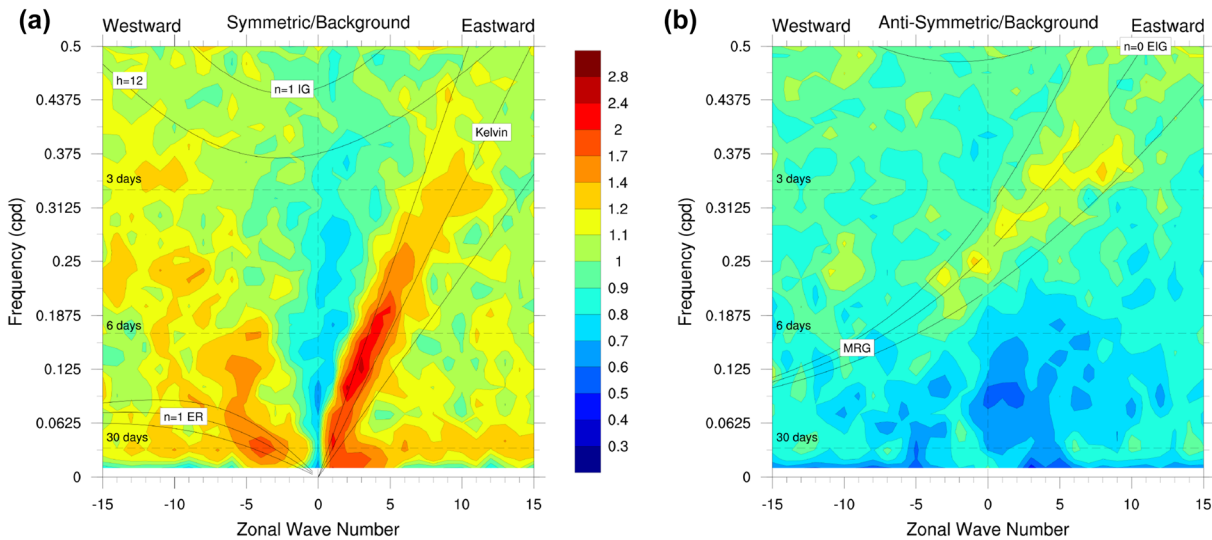 (a)
Westward Symmetric/Background Eastward
0.5
0.4375
0.375
0.3125
0.25
0.1875
0.125
0.0625
0
Frequency (cpd)
h=12
n=1 IG
Kelvin
3 days
6 days
n=1 ER
30 days
-15 -10 -5 0 5 10 15
Zonal Wave Number
2.8
2.4
2
1.7
1.4
1.2
1.1
1
0.9
0.8
0.7
0.6
0.5
0.4
0.3
(b)
Westward Anti-Symmetric/Background Eastward
0.5
0.4375
0.375
0.3125
0.25
0.1875
0.125
0.0625
0
Frequency (cpd)
n=0 EIG
3 days
6 days
MRG
30 days
-15 -10 -5 0 5 10 15
Zonal Wave Number